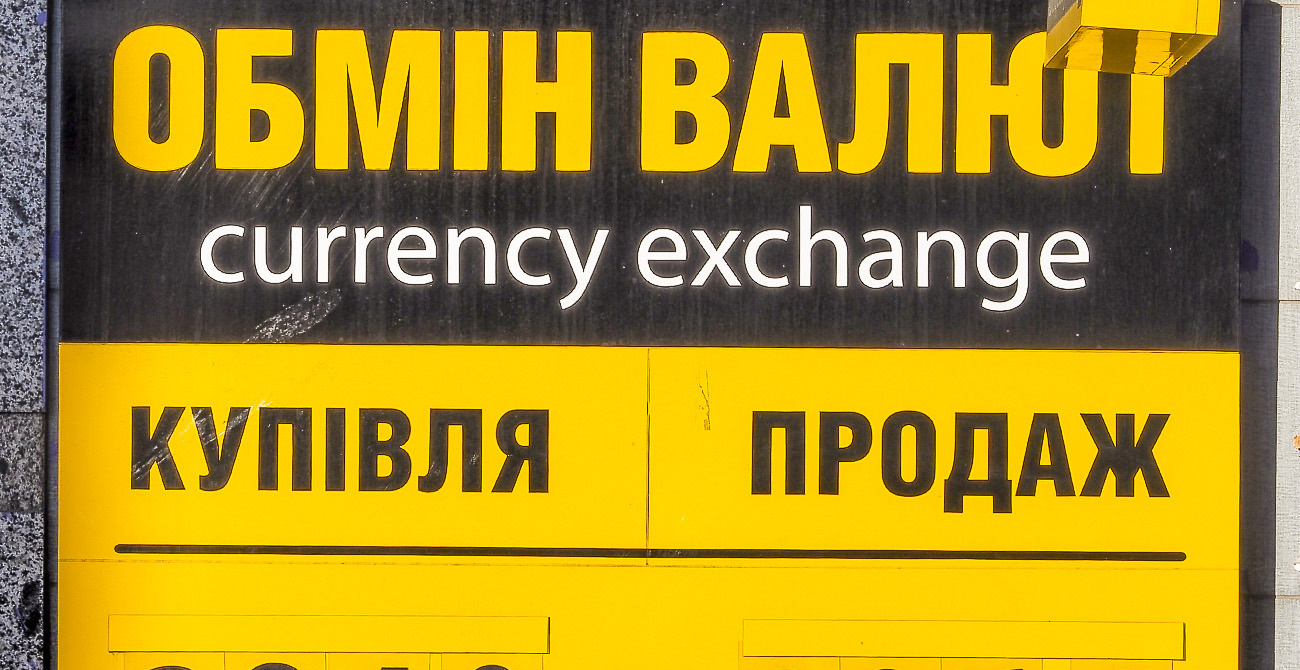 ОБМІН ВАЛЮТ
currency exchange
КУПІВЛЯ ПРОДАЖ